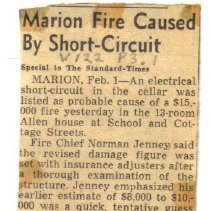 Marion Fire Caused
By Short-Circuit
Special to The Standard-Times
MARION, Feb. 1—An electrical
short-circuit in the cellar was
listed as probable cause of a $15,-
000 fire yesterday in the 13-room
Allen house at School and Cot-
tage Streets.
Fire Chief Norman Jenney said
the revised damage figure was
set with insurance adjusters after
a thorough examination of the
structure. Jenney emphasized his
earlier estimate of $8,000 to $10,-
000 was a quick, tentative guess